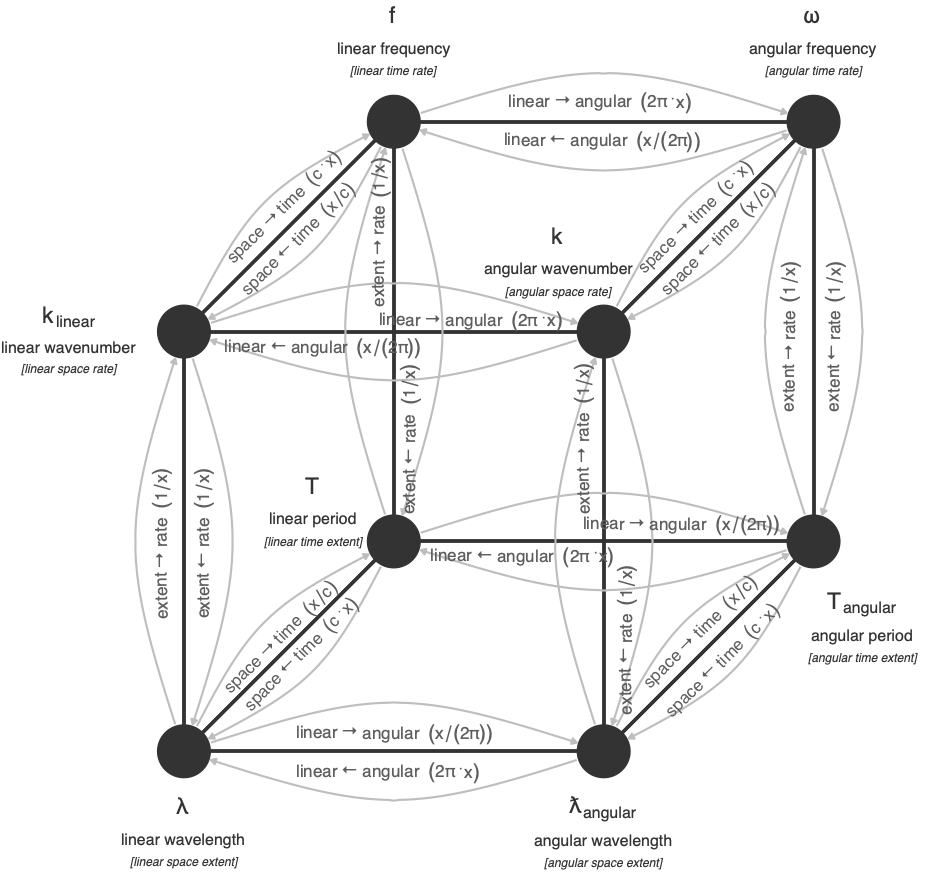 f
linear frequency
[linear time rate]
ω
angular frequency
[angular time rate]
linear → angular (2π·x)
linear ← angular (x/(2π))
space → time (c·x)
space ← time (x/c)
extent → rate (1/x)
space → time (c·x)
space ← time (x/c)
k
angular wavenumber
[angular space rate]
extent → rate (1/x)
extent ← rate (1/x)
k linear
linear wavenumber
[linear space rate]
linear → angular (2π·x)
linear ← angular (x/(2π))
extent ← rate (1/x)
extent → rate (1/x)
extent → rate (1/x)
extent ← rate (1/x)
T
linear period
[linear time extent]
linear → angular (x/(2π))
linear ← angular (2π·x)
T angular
angular period
[angular time extent]
space → time (x/c)
space ← time (c·x)
extent ← rate (1/x)
space → time (x/c)
space ← time (c·x)
linear → angular (x/(2π))
linear ← angular (2π·x)
λ
linear wavelength
[linear space extent]
ƛ angular
angular wavelength
[angular space extent]